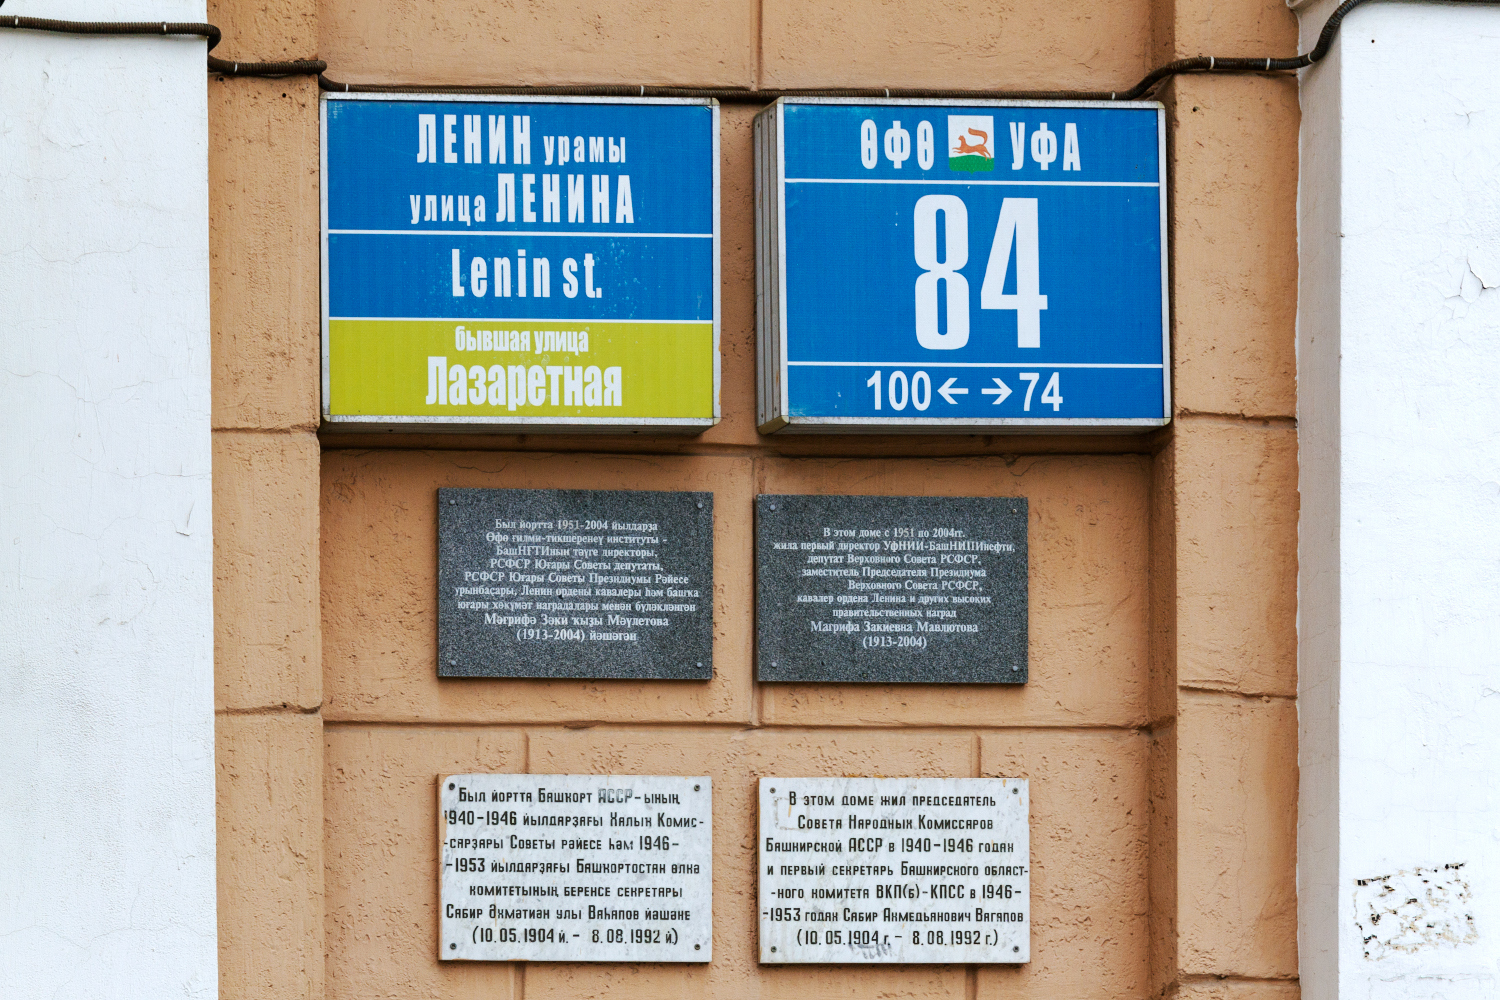 ЛЕНИН урамы
улица ЛЕНИНА
Lenin st.
бывшая улица
Лазаретная
ӨФӨ УФА
84
100← →74
Был йортта 1951-2004 йылдарҙа
Өфө ғилми-тикшеренеү институты -
БашНГТИның тәүге директоры,
РСФСР Юғары Советы депутаты,
РСФСР Юғары Советы Президиумы Рәйесе
урынбаҫары, Ленин ордены кавалеры һәм башҡа
юғары хөкүмәт наградалары менән бүләкләнгән
Мәғрифә Зәки ҡыҙы Мәүлетова
(1913-2004) йәшәгән
В этом доме с 1951 по 2004гг.
жила первый директор УфНИИ-БашНИПИнефти,
депутат Верховного Совета РСФСР,
заместитель Председателя Президиума
Верховного Совета РСФСР,
кавалер ордена Ленина и других высоких
правительственных наград
Магрифа Закиевна Мавлютова
(1913-2004)
Был йортта Башҡорт АССР-ының
1940-1946 йылдарҙағы Халыҡ Комис-
-сарҙары Советы рәйесе һәм 1946-
-1953 йылдарҙағы Башҡортостан өлкә
комитетының беренсе секретары
Сабир Әхмәтйән улы Ваһапов йәшәне
(10.05.1904 й. - 8.08.1992 й.)
В этом доме жил председатель
Совета Народных Комиссаров
Башкирской АССР в 1940-1946 годах
и первый секретарь Башкирского област-
-ного комитета ВКП(б)-КПСС в 1946-
-1953 годах Сабир Ахмедьянович Вагапов
(10.05.1904 г. - 8.08.1992 г.)